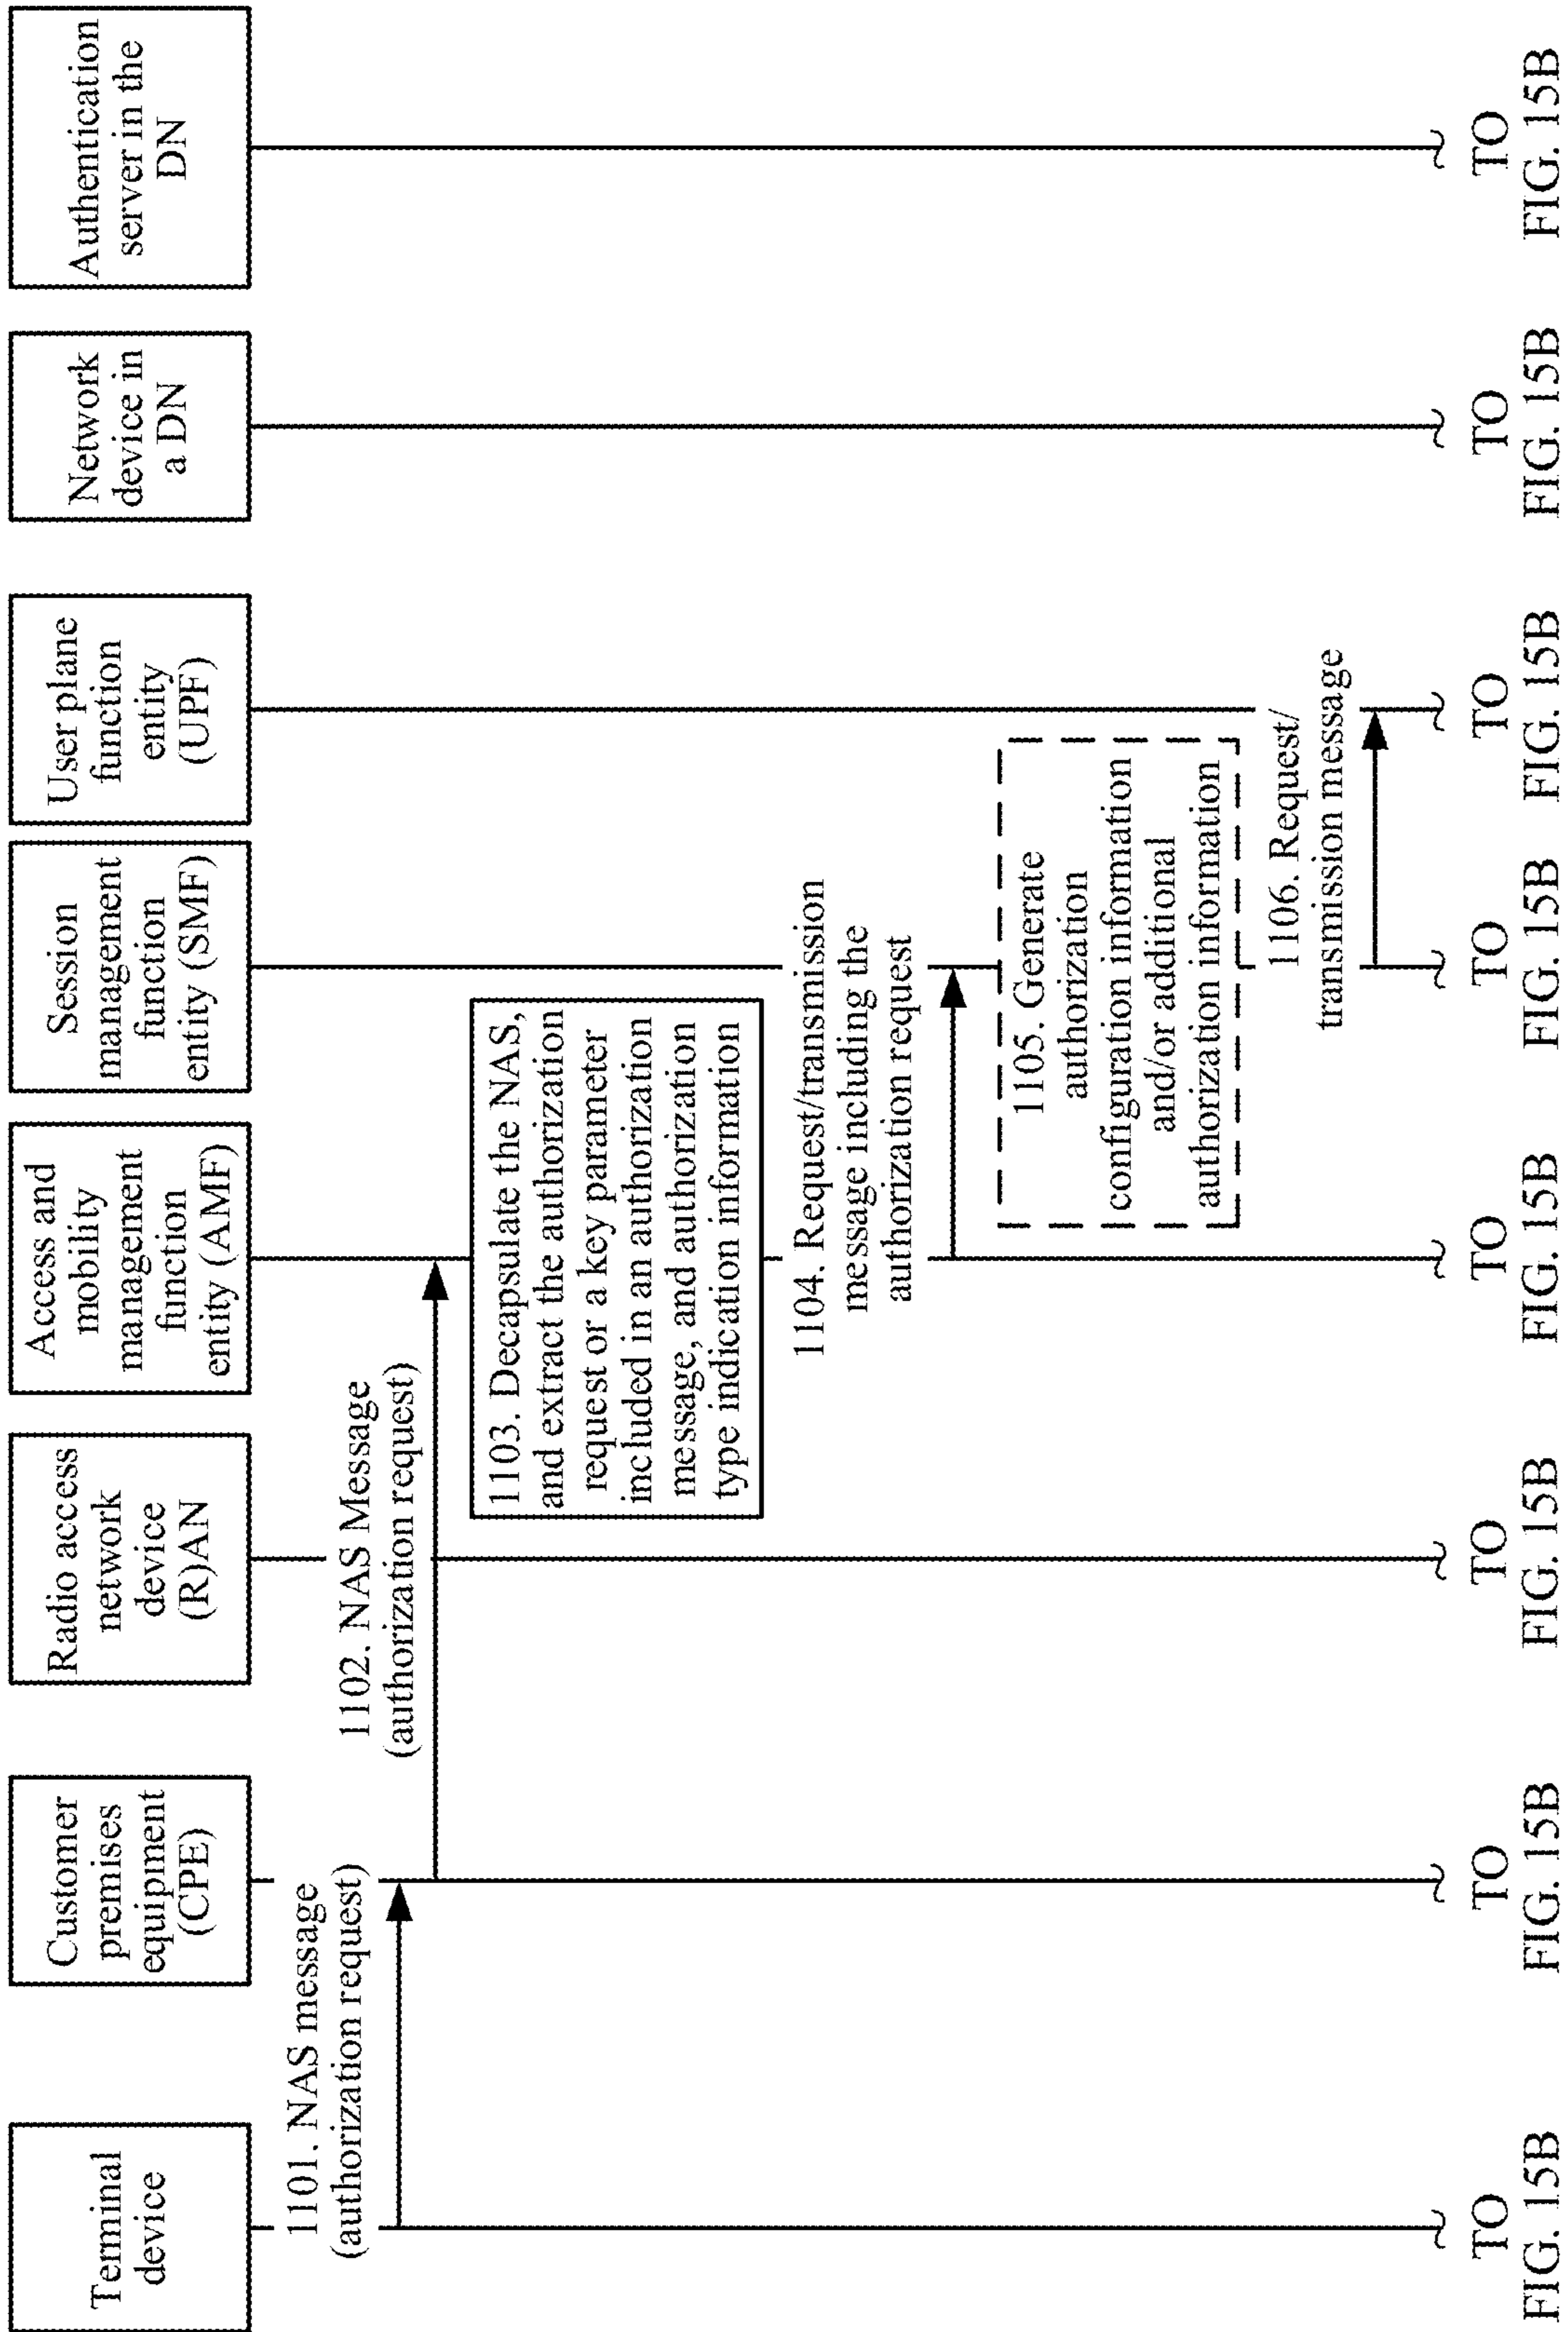 Terminal
device
Customer
premises
equipment
(CPE)
Radio access
network
device
(R)AN
Access and
mobility
management
function
entity (AMF)
Session
management
function
entity (SMF)
User plane
function
entity
(UPF)
Network
device in
a DN
Authentication
server in the
DN
1101. NAS message
(authorization request)
1102. NAS Message
(authorization request)
1103. Decapsulate the NAS,
and extract the authorization
request or a key parameter
included in an authorization
message, and authorization
type indication information
1104. Request/transmission
message including the
authorization request
1105. Generate
authorization
configuration information
and/or additional
authorization information
1106. Request/
transmission message
TO
FIG. 15B
TO
FIG. 15B
TO
FIG. 15B
TO
FIG. 15B
TO
FIG. 15B
TO
FIG. 15B
TO
FIG. 15B
TO
FIG. 15B